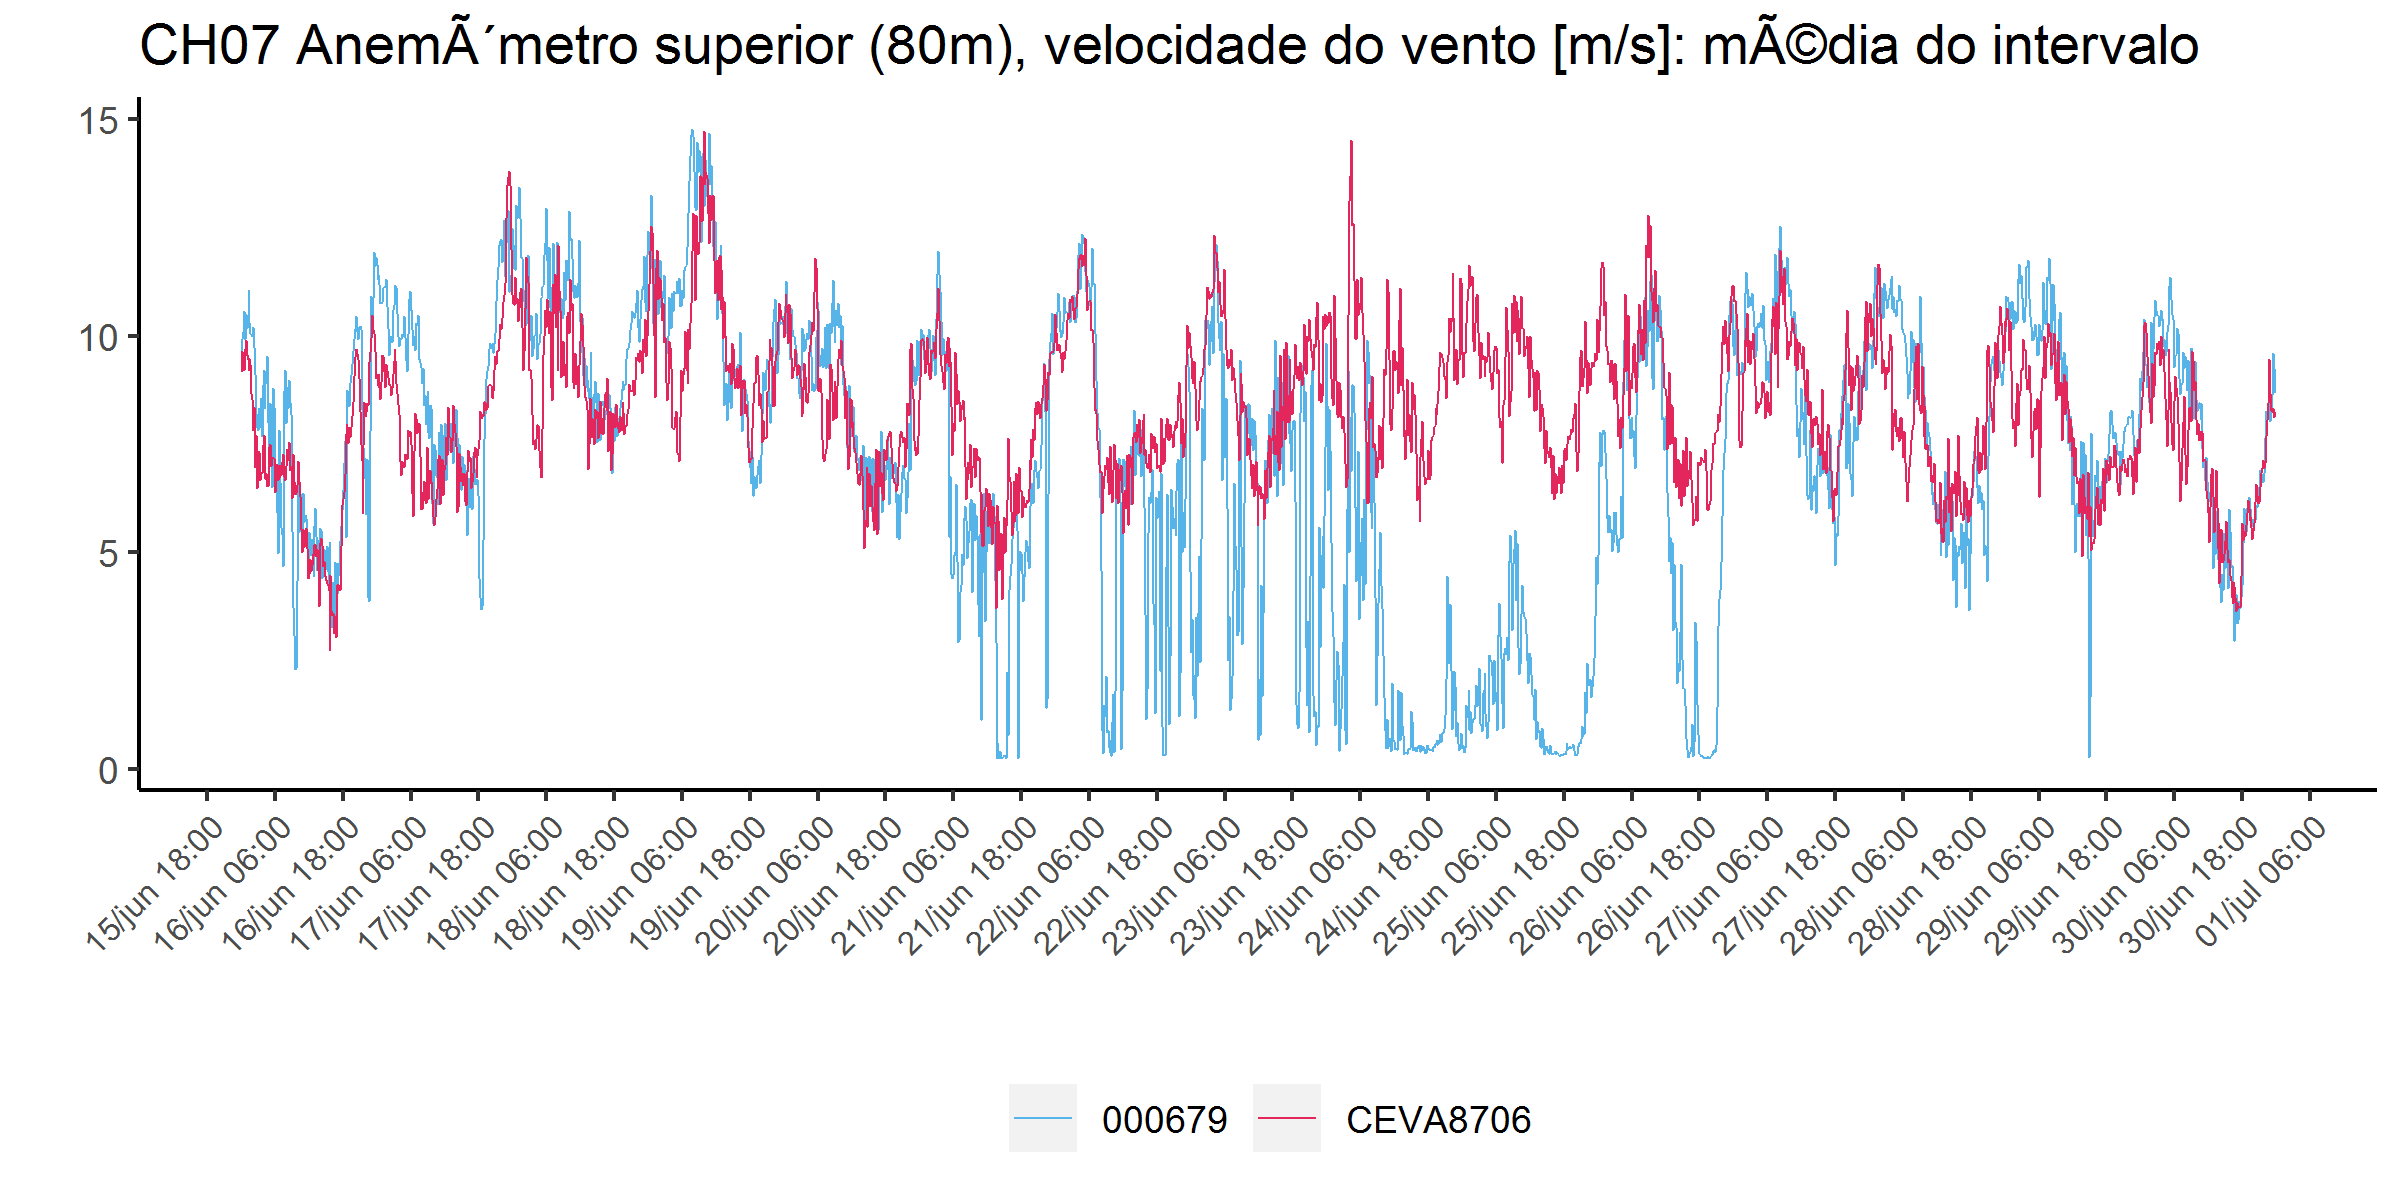 CH07 AnemÃ´metro superior (80m), velocidade do vento [m/s]: mÃ©dia do intervalo
15
10
5
0
15/jun 18:00
16/jun 06:00
16/jun 18:00
17/jun 06:00
17/jun 18:00
18/jun 06:00
18/jun 18:00
19/jun 06:00
19/jun 18:00
20/jun 06:00
20/jun 18:00
21/jun 06:00
21/jun 18:00
22/jun 06:00
22/jun 18:00
23/jun 06:00
23/jun 18:00
24/jun 06:00
24/jun 18:00
25/jun 06:00
25/jun 18:00
26/jun 06:00
26/jun 18:00
27/jun 06:00
27/jun 18:00
28/jun 06:00
28/jun 18:00
29/jun 06:00
29/jun 18:00
30/jun 06:00
30/jun 18:00
01/jul 06:00
000679
CEVA8706